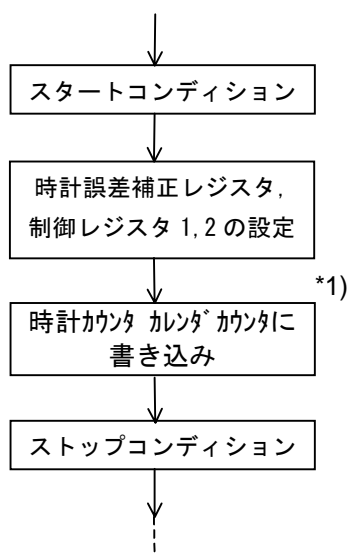 スタートコンディション
時計誤差補正レジスタ,
制御レジスタ 1, 2 の設定
*1)
時計ｶｳﾝﾀ ｶﾚﾝﾀﾞｶｳﾝﾀに
書き込み
ストップコンディション